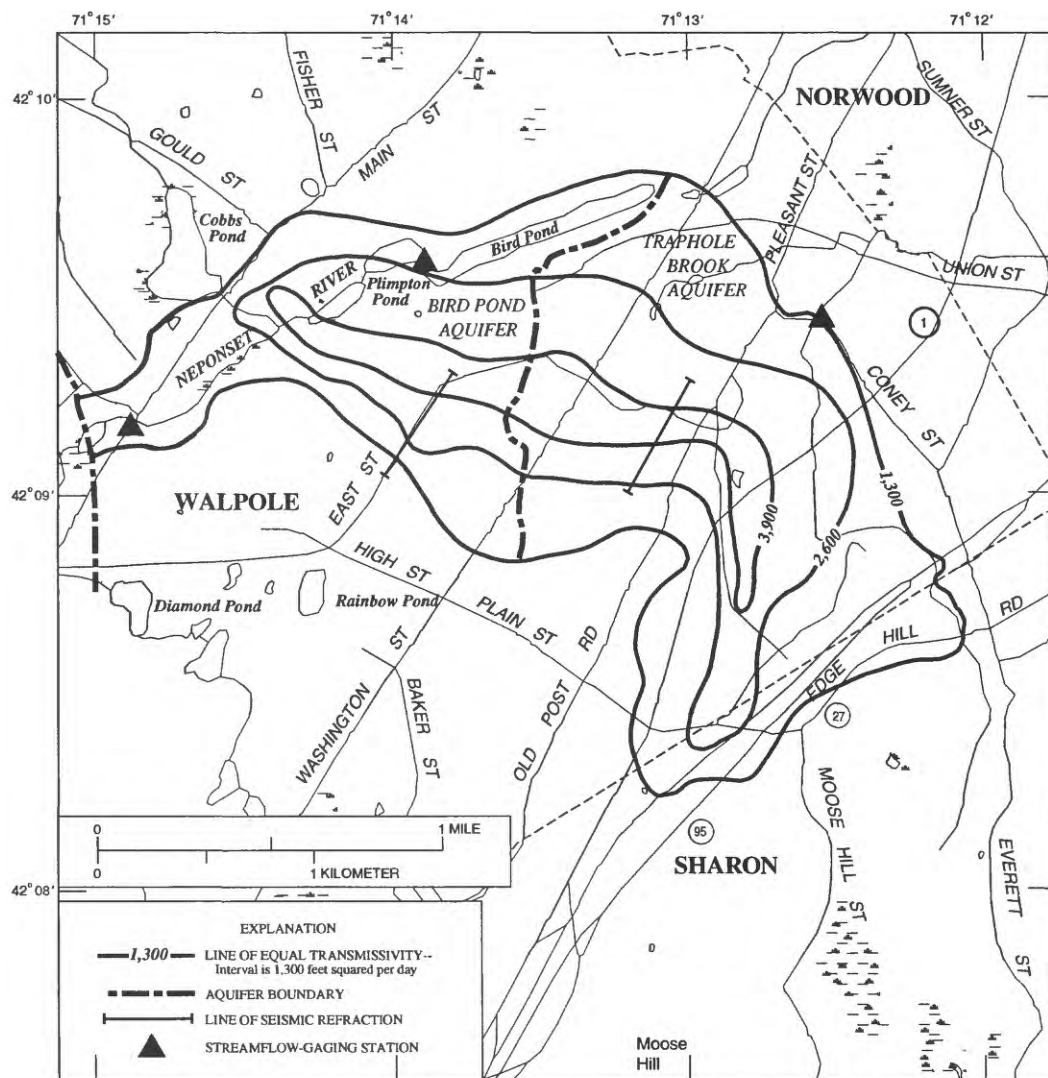 71° 15'
71° 14'
71° 13'
71° 12'
42° 10'
FISHER ST
MAIN ST
GOULD ST
NORWOOD
SUMNER ST
PLEASANT ST
Cobbs
Pond
Bird Pond
TRAPHOLE
BROOK
AQUIFER
UNION ST
RIVER
Plimpton
Pond
BIRD POND
AQUIFER
1
NEPONSET
CONEY ST
42° 09'
WALPOLE
EAST ST
1,300
3,900
2,600
HIGH ST
PLAIN ST
Diamond Pond
Rainbow Pond
EDGE HILL RD
27
WASHINGTON ST
BAKER ST
OLD POST RD
MOOSE HILL ST
EVERETT ST
95
SHARON
0 1 MILE
0 1 KILOMETER
42° 08'
EXPLANATION
1,300 LINE OF EQUAL TRANSMISSIVITY--
Interval is 1,300 feet squared per day
AQUIFER BOUNDARY
LINE OF SEISMIC REFRACTION
STREAMFLOW-GAGING STATION
Moose
Hill